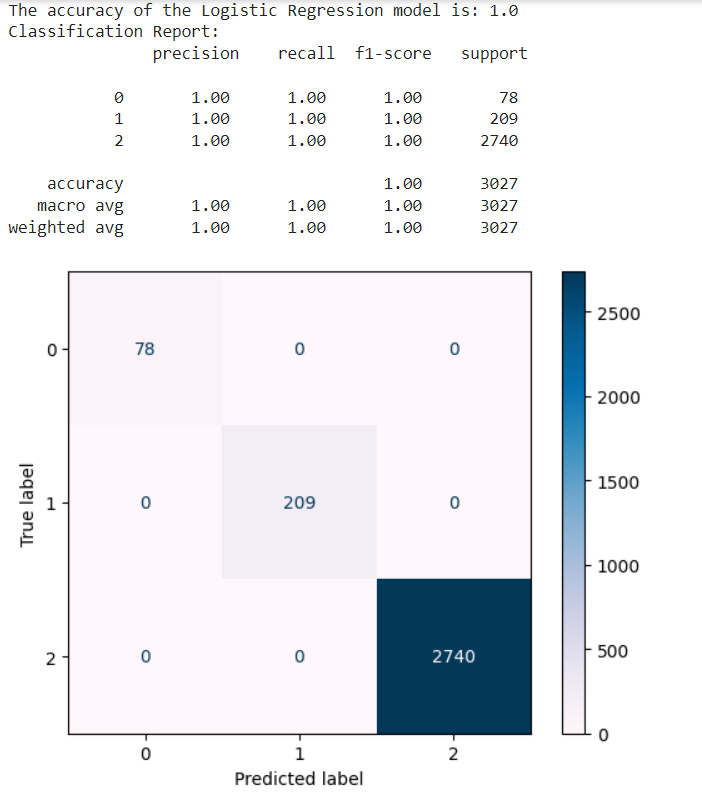 The accuracy of the Logistic Regression model is: 1.0
Classification Report:
precision recall f1-score support
0 1.00 1.00 1.00 78
1 1.00 1.00 1.00 209
2 1.00 1.00 1.00 2740
accuracy 1.00 3027
macro avg 1.00 1.00 1.00 3027
weighted avg 1.00 1.00 1.00 3027
0 78 0 0
1 0 209 0
2 0 0 2740
0 1 2
True label
Predicted label
2500
2000
1500
1000
500
0